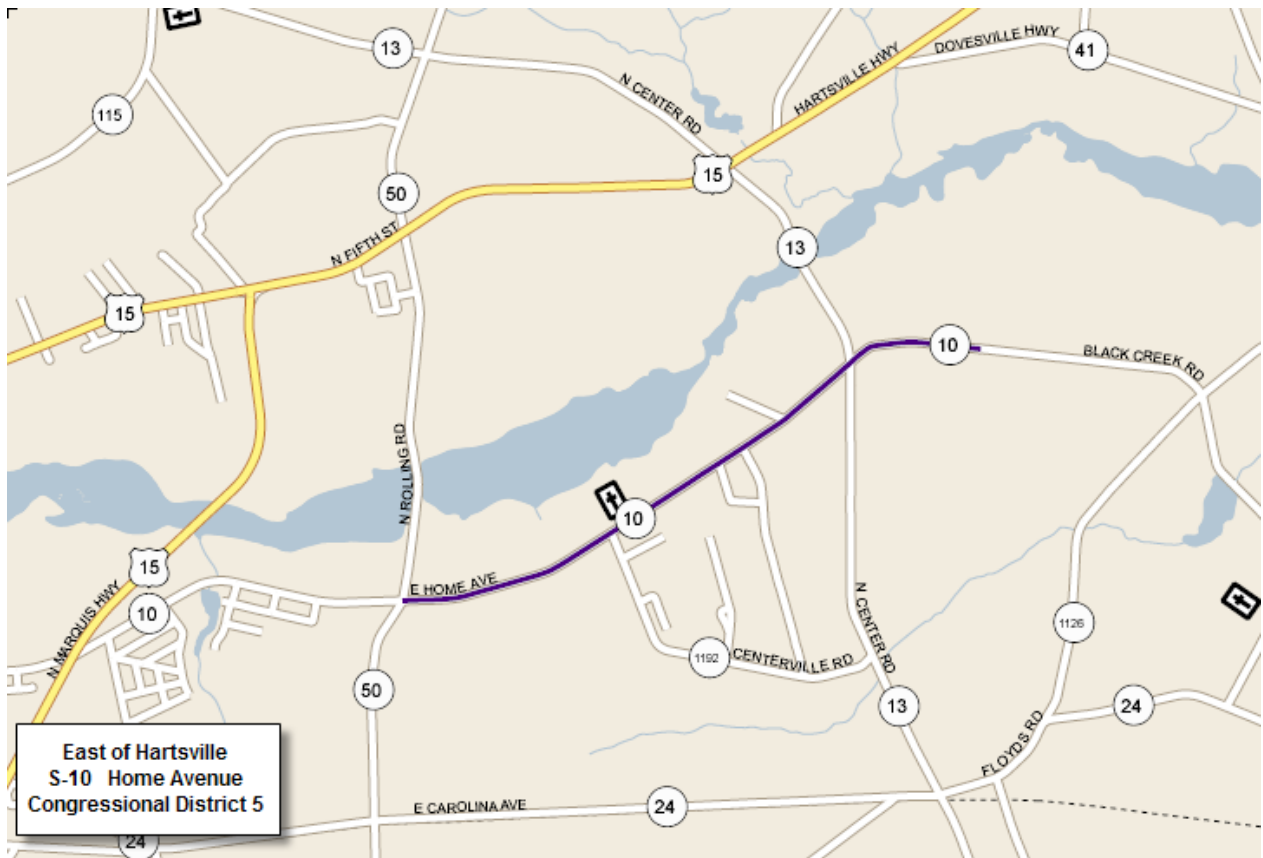 13
DOVESVILLE HWY
41
HARTSVILLE HWY
N CENTER RD
115
15
50
N FIFTH ST
13
15
10
BLACK CREEK RD
N ROLLING RD
10
15
E HOME AVE
10
N MARQUIS HWY
1192
CENTERVILLE RD
N CENTER RD
1126
50
13
24
FLOYDS RD
East of Hartsville
S-10 Home Avenue
Congressional District 5
E CAROLINA AVE
24
24